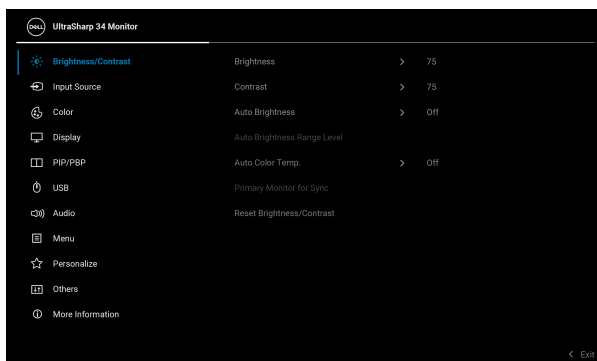 DELL UltraSharp 34 Monitor
Brightness/Contrast Brightness 75
Input Source Contrast 75
Color Auto Brightness Off
Display Auto Brightness Range Level
PIP/PBP Auto Color Temp. Off
USB Primary Monitor for Sync
Audio Reset Brightness/Contrast
Menu
Personalize
Others
More Information
Exit